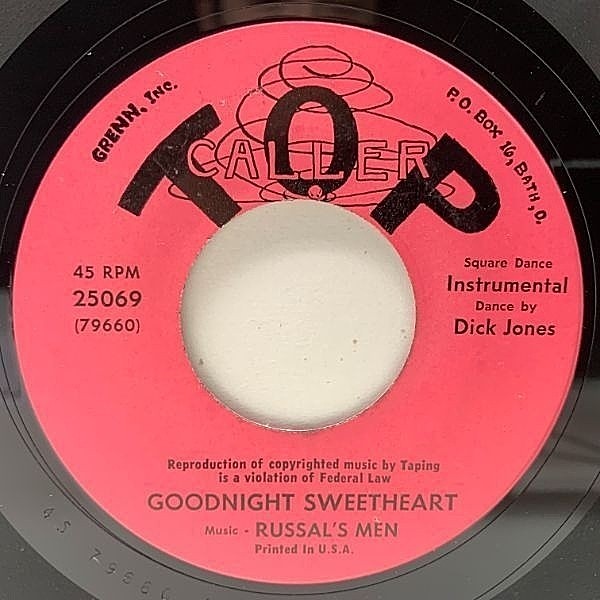 GRENN, Inc.
TOP
CALLER
P.O. BOX 16, BATH, O.
45 RPM
25069
(79660)
Square Dance
Instrumental
Dance by
Dick Jones
Reproduction of copyrighted music by Taping
is a violation of Federal Law
GOODNIGHT SWEETHEART
Music - RUSSAL'S MEN
Printed in U.S.A.